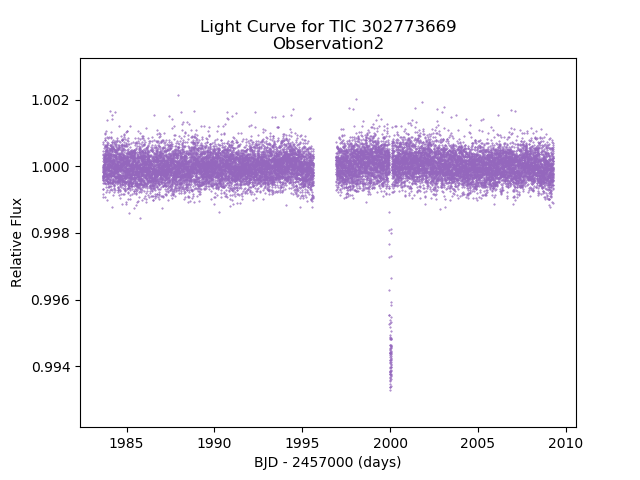 Light Curve for TIC 302773669
Observation2
Relative Flux
1.002
1.000
0.998
0.996
0.994
1985
1990
1995
2000
2005
2010
BJD - 2457000 (days)